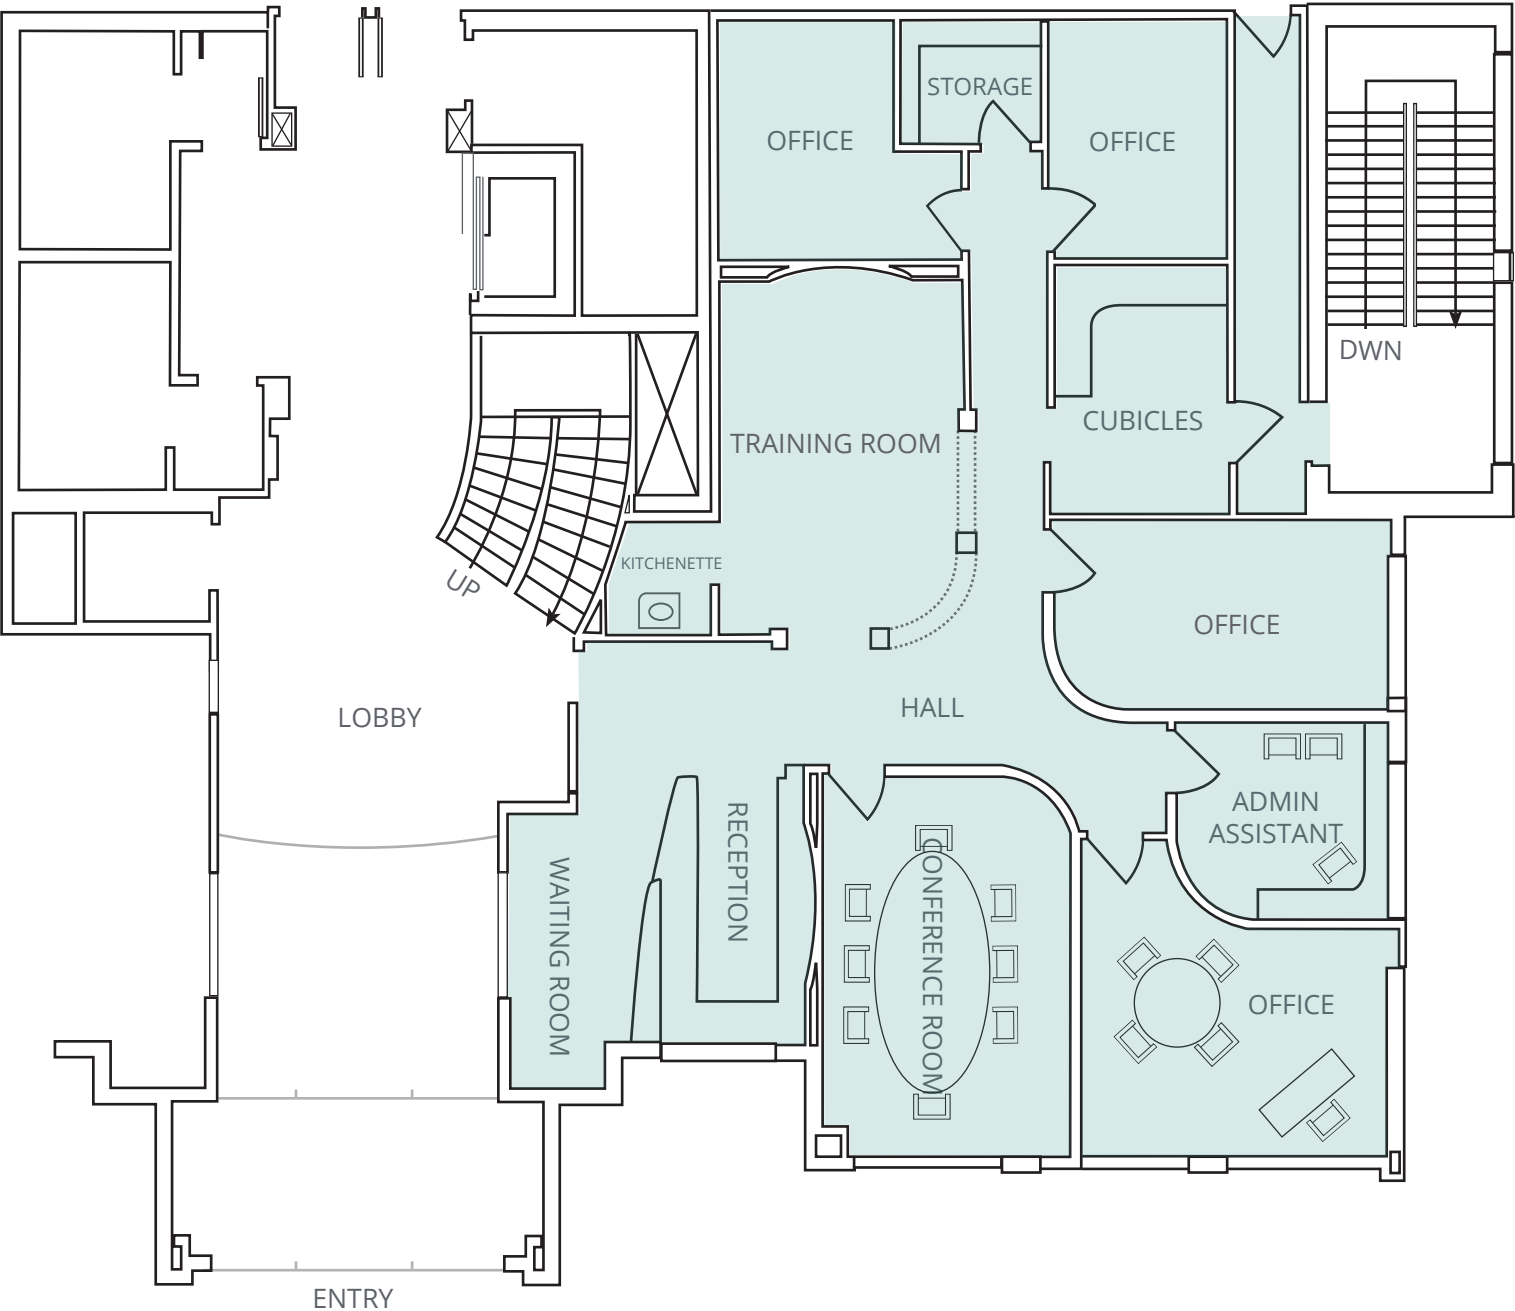 STORAGE
OFFICE
OFFICE
DWN
CUBICLES
TRAINING ROOM
KITCHENETTE
UP
OFFICE
HALL
LOBBY
ADMIN
ASSISTANT
RECEPTION
WAITING ROOM
CONFERENCE ROOM
OFFICE
ENTRY